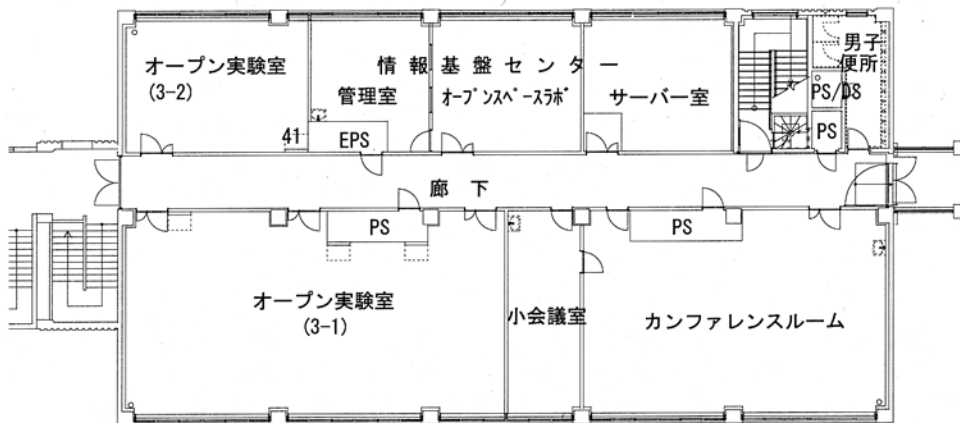 オープン実験室
(3-2)
情報基盤センター
管理室
オープンスペースラボ
サーバー室
男子
便所
PS/DS
PS
41
EPS
廊下
PS
PS
オープン実験室
(3-1)
小会議室
カンファレンスルーム